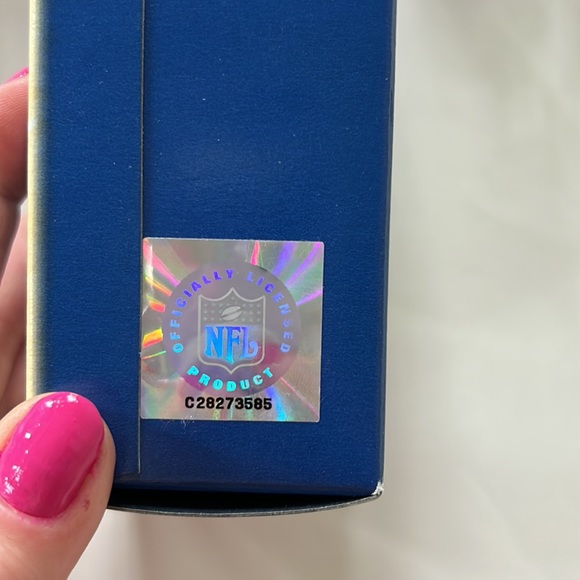 OFFICIALLY LICENSED
NFL
PRODUCT
C28273585